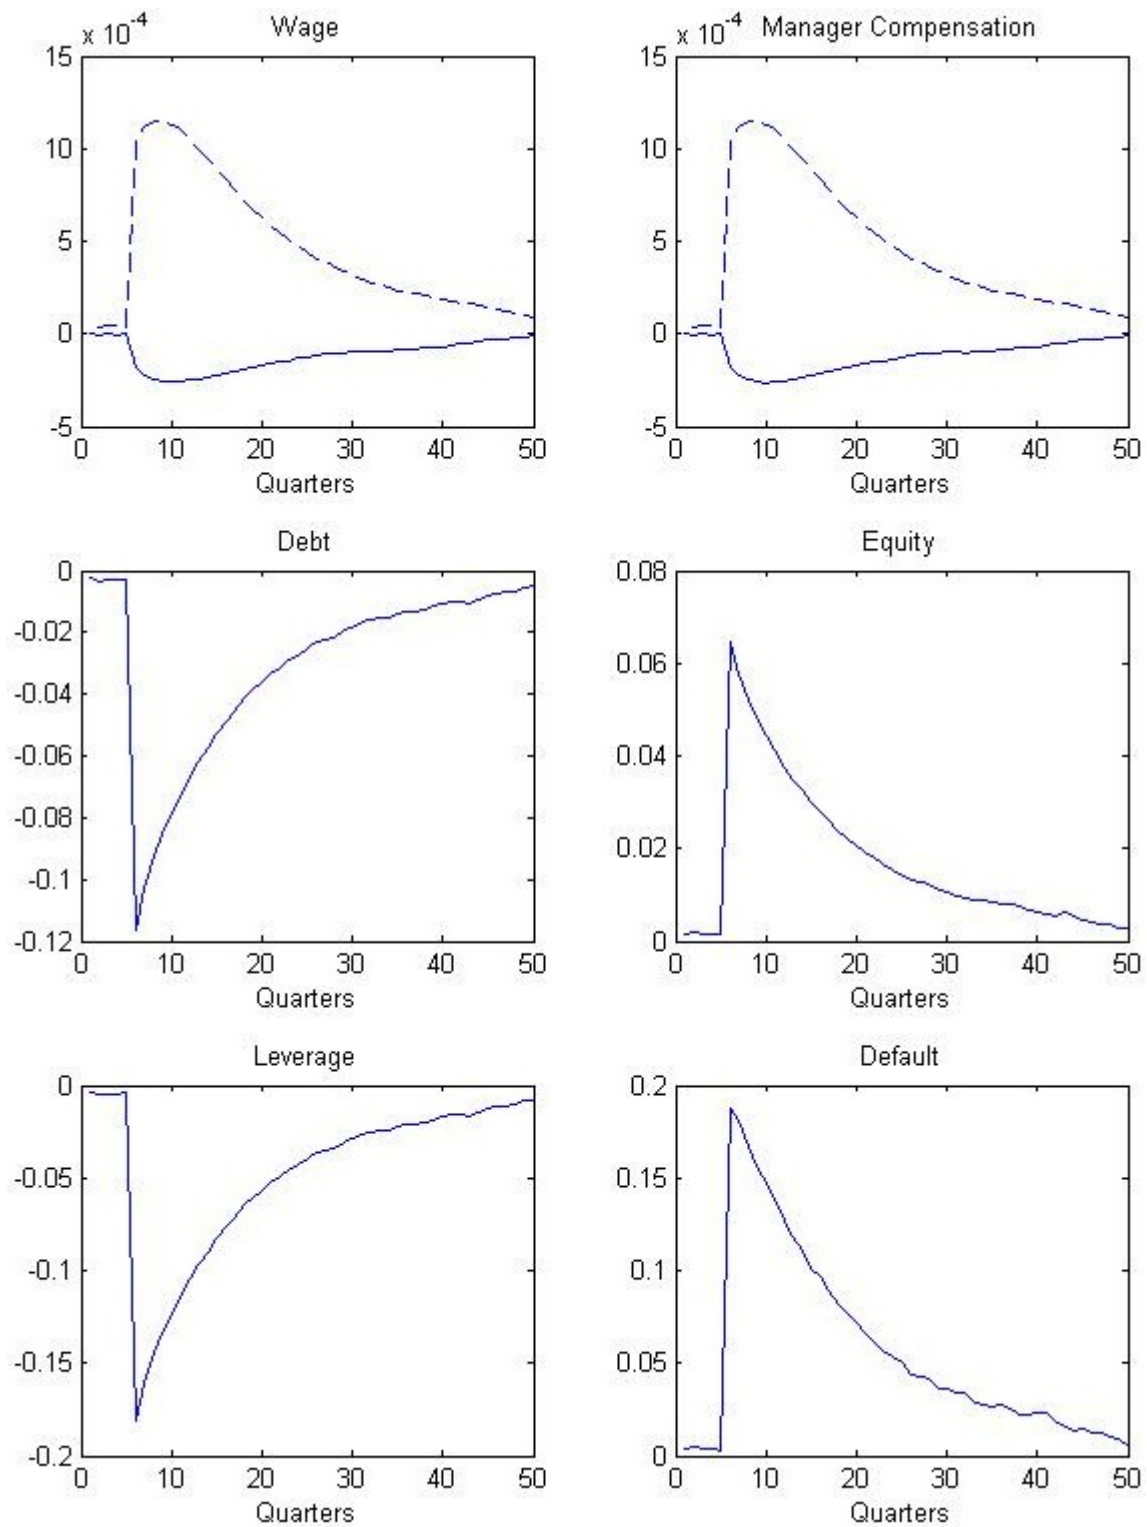 x 10-4 Wage
15
10
5
0
-5
0 10 20 30 40 50
Quarters
x 10-4 Manager Compensation
15
10
5
0
-5
0 10 20 30 40 50
Quarters
Debt
0
-0.02
-0.04
-0.06
-0.08
-0.1
-0.12
0 10 20 30 40 50
Quarters
Equity
0.08
0.06
0.04
0.02
0
0 10 20 30 40 50
Quarters
Leverage
0
-0.05
-0.1
-0.15
-0.2
0 10 20 30 40 50
Quarters
Default
0.2
0.15
0.1
0.05
0
0 10 20 30 40 50
Quarters